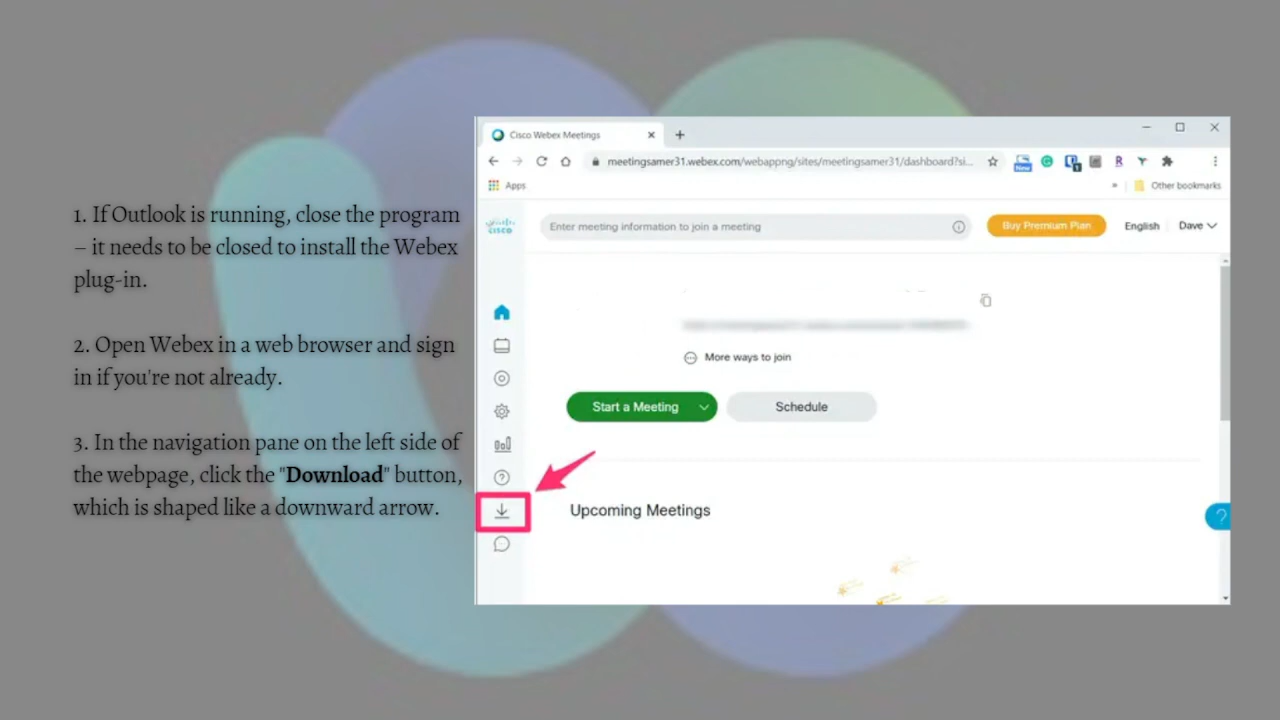 1. If Outlook is running, close the program
– it needs to be closed to install the Webex
plug-in.
2. Open Webex in a web browser and sign
in if you're not already.
3. In the navigation pane on the left side of
the webpage, click the "Download" button,
which is shaped like a downward arrow.
Cisco Webex Meetings
meetingsamer31.webex.com/webappng/sites/meetingsamer31/dashboard?si...
New
1
R
Apps
»
Other bookmarks
CISCO
Enter meeting information to join a meeting
Buy Premium Plan
English
Dave
More ways to join
Start a Meeting
Schedule
Upcoming Meetings
?